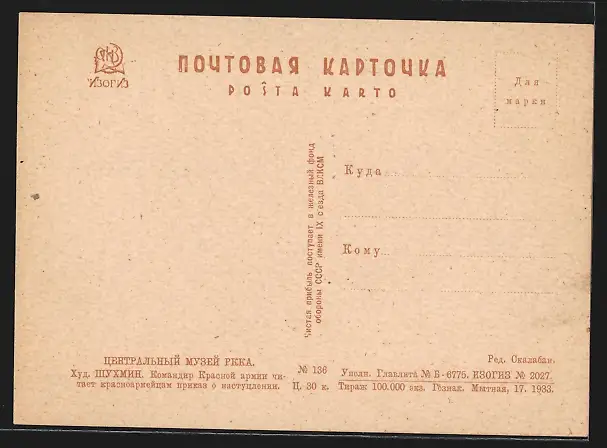 ИЗОГИЗ
ПОЧТОВАЯ КАРТОЧКА
POŜTA KARTO
Для
марки
Чистая прибыль поступает в железный фонд
обороны СССР имени IX съезда ВЛКСМ
Куда
Кому
ЦЕНТРАЛЬНЫЙ МУЗЕЙ РККА.
Худ. ШУХМИН. Командир Красной армии чи-
тает красноармейцам приказ о наступлении.
№ 136
Ц. 30 к.
Ред. Скалабан.
Уполн. Главлита № В-6775. ИЗОГИЗ № 2027.
Тираж 100.000 экз. Гознак. Мытная, 17. 1933.